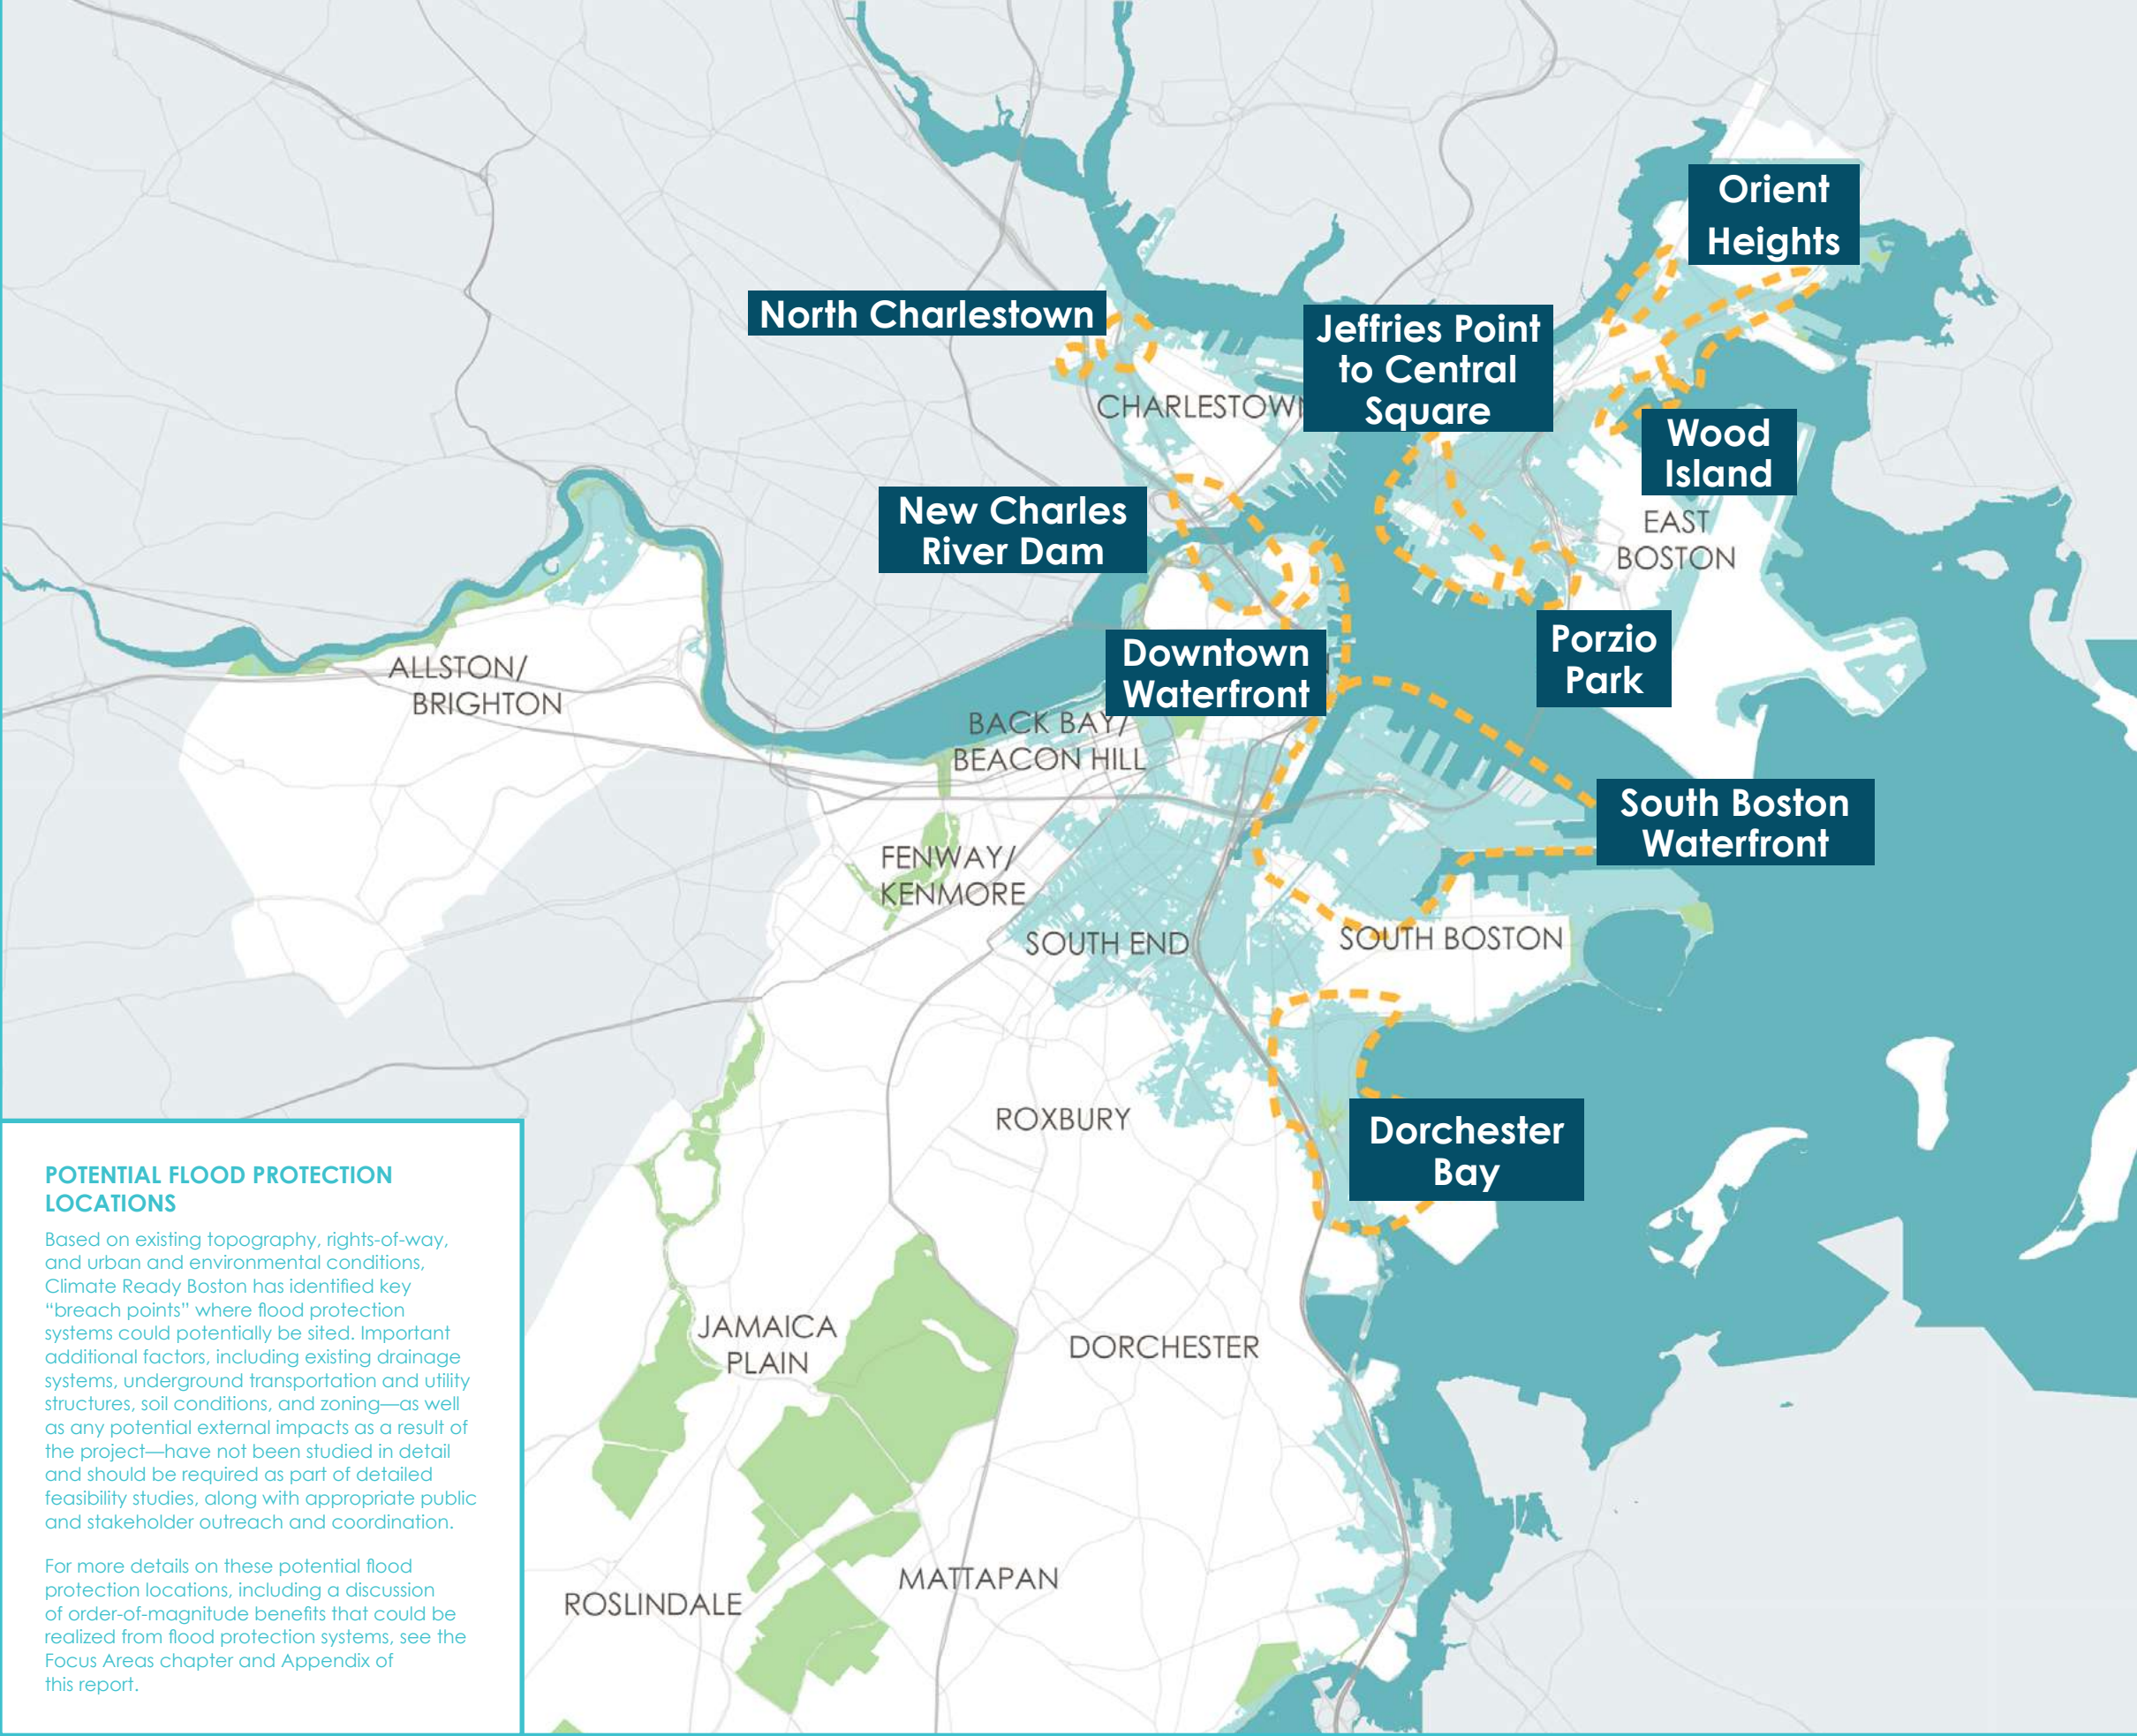 Orient
Heights
North Charlestown
Jeffries Point
to Central
Square
CHARLESTOWN
Wood
Island
New Charles
River Dam
EAST
BOSTON
Porzio
Park
Downtown
Waterfront
ALLSTON/
BRIGHTON
BACK BAY/
BEACON HILL
South Boston
Waterfront
FENWAY/
KENMORE
SOUTH END
SOUTH BOSTON
ROXBURY
Dorchester
Bay
JAMAICA
PLAIN
DORCHESTER
MATTAPAN
ROSLINDALE
POTENTIAL FLOOD PROTECTION
LOCATIONS
Based on existing topography, rights-of-way,
and urban and environmental conditions,
Climate Ready Boston has identified key
“breach points” where flood protection
systems could potentially be sited. Important
additional factors, including existing drainage
systems, underground transportation and utility
structures, soil conditions, and zoning—as well
as any potential external impacts as a result of
the project—have not been studied in detail
and should be required as part of detailed
feasibility studies, along with appropriate public
and stakeholder outreach and coordination.
For more details on these potential flood
protection locations, including a discussion
of order-of-magnitude benefits that could be
realized from flood protection systems, see the
Focus Areas chapter and Appendix of
this report.